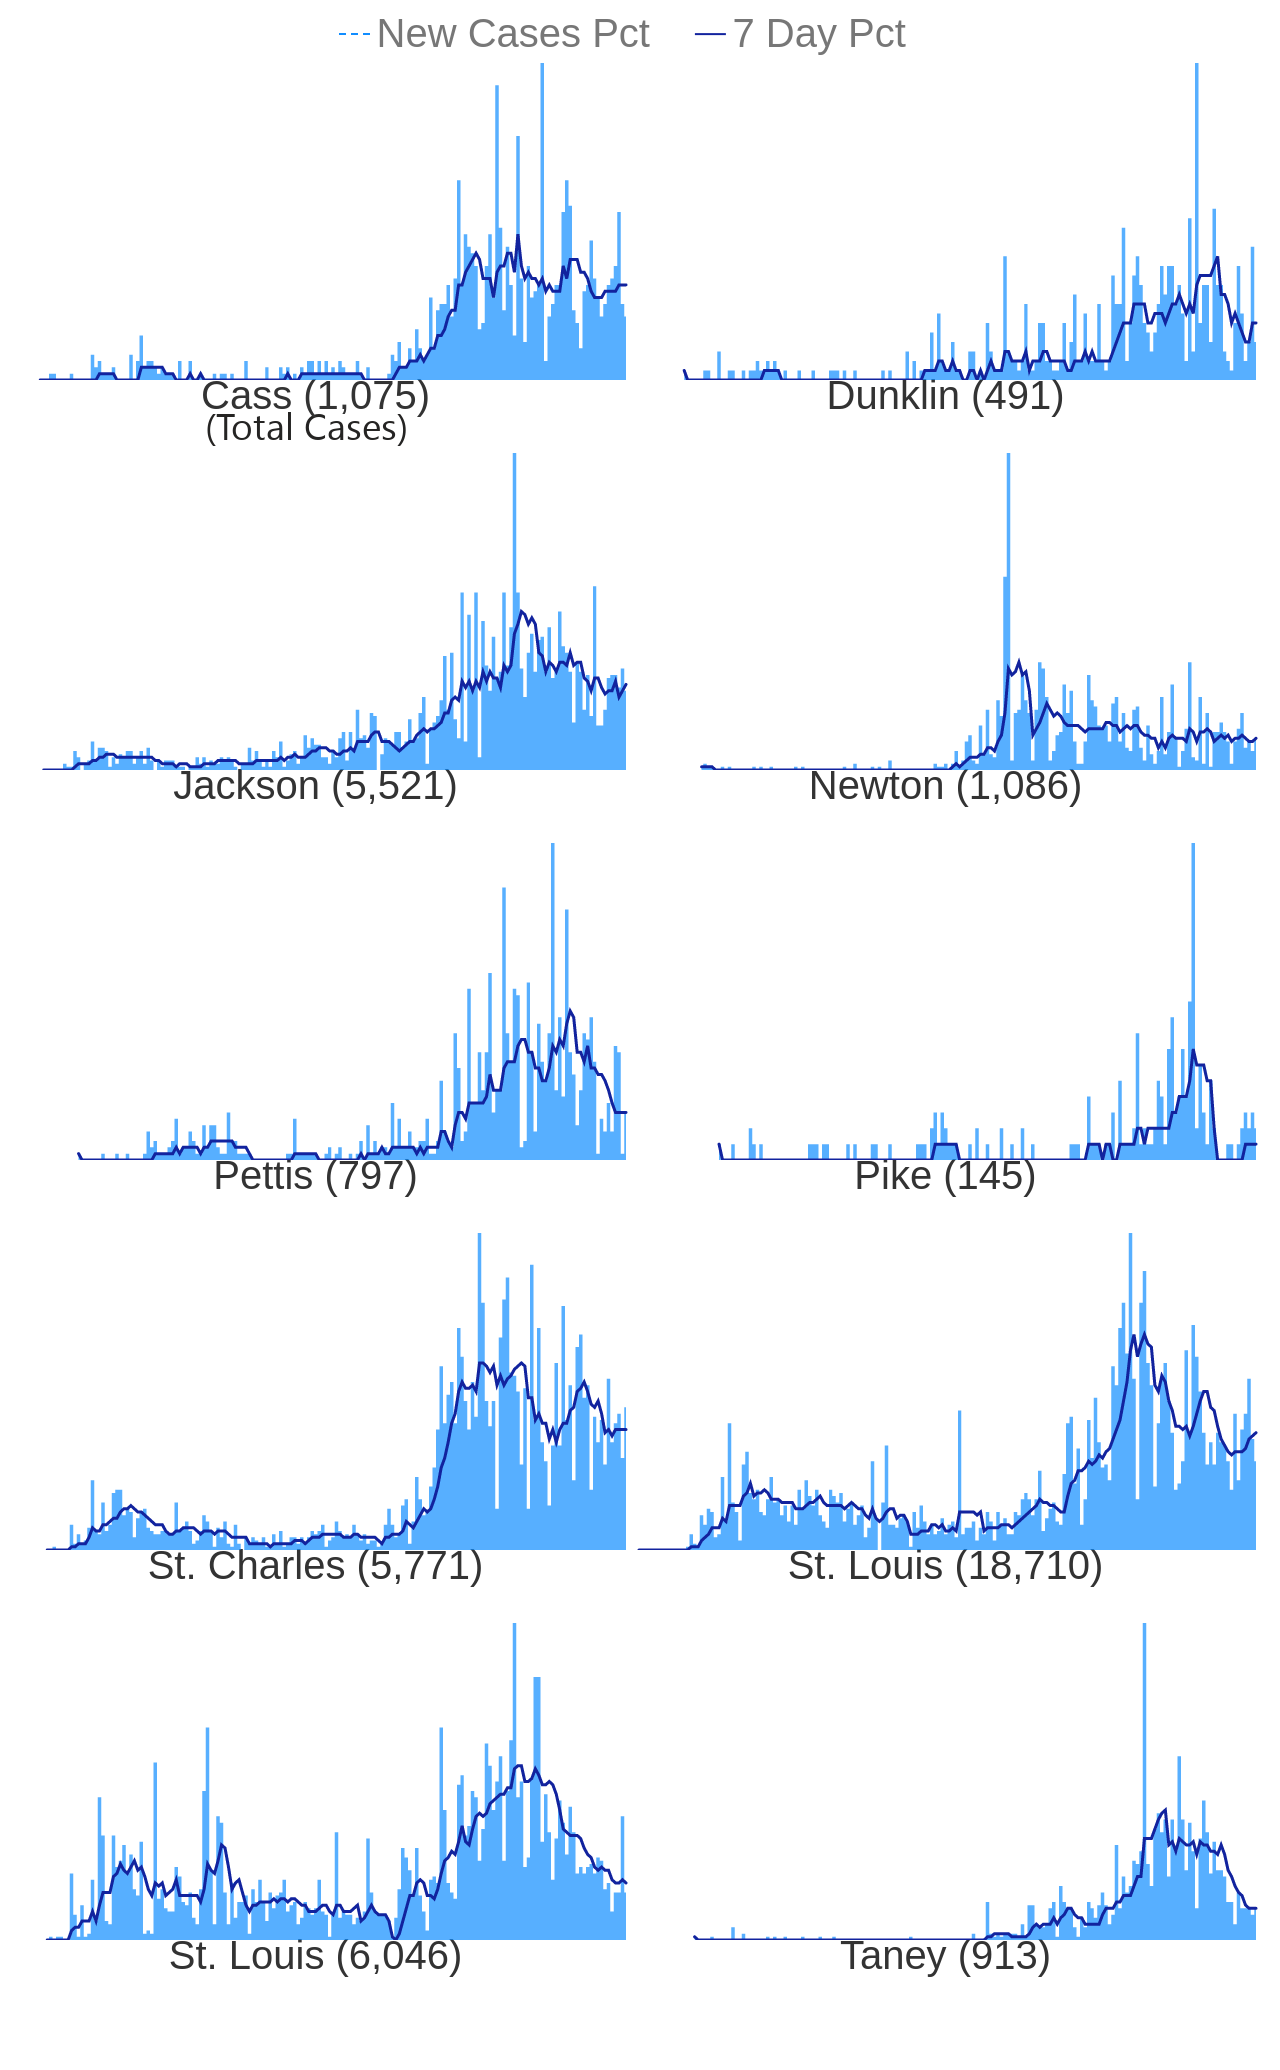 New Cases Pct 7 Day Pct
Cass (1,075) Dunklin (491)
(Total Cases)
Jackson (5,521) Newton (1,086)
Pettis (797) Pike (145)
St. Charles (5,771) St. Louis (18,710)
St. Louis (6,046) Taney (913)